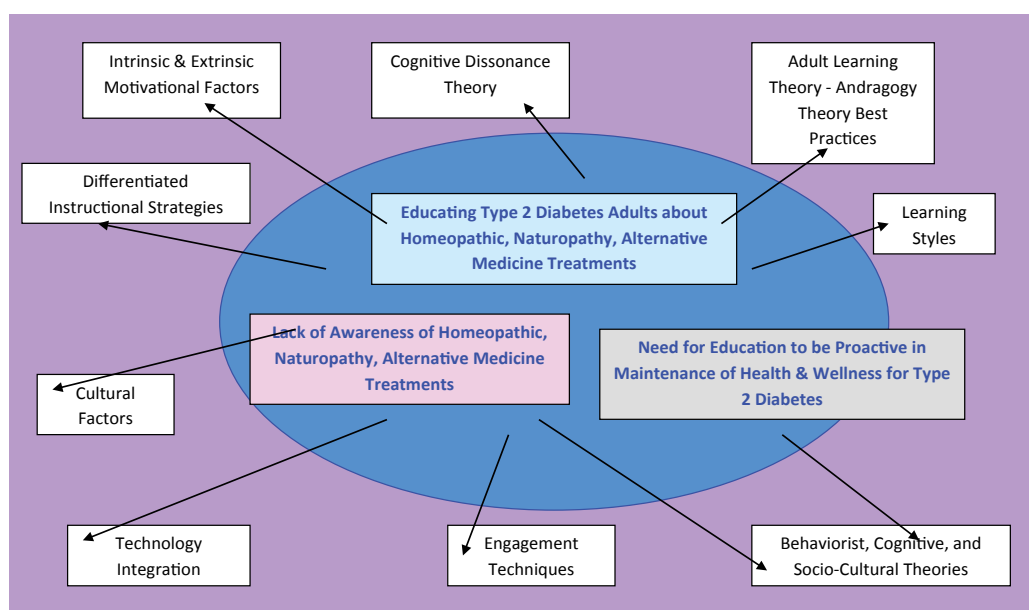 Intrinsic & Extrinsic
Motivational Factors
Cognitive Dissonance
Theory
Adult Learning
Theory - Andragogy
Theory Best
Practices
Differentiated
Instructional Strategies
Educating Type 2 Diabetes Adults about
Homeopathic, Naturopathy, Alternative
Medicine Treatments
Learning
Styles
Lack of Awareness of Homeopathic,
Naturopathy, Alternative Medicine
Treatments
Need for Education to be Proactive in
Maintenance of Health & Wellness for Type
2 Diabetes
Cultural
Factors
Technology
Integration
Engagement
Techniques
Behaviorist, Cognitive, and
Socio-Cultural Theories